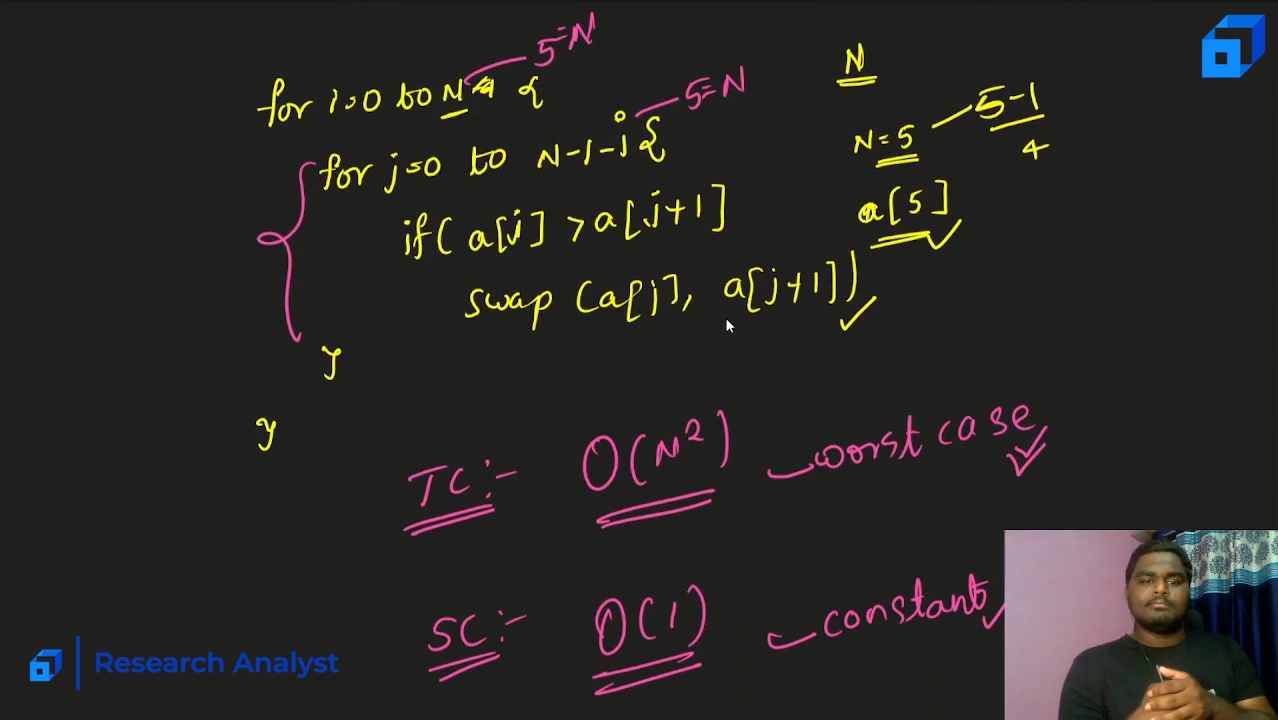 5=N
for i=0 to N {
5=N
N
for j=0 to N-1-i {
N=5
5-1
4
if( a[j] > a[j+1]
a[5]
swap (a[j], a[j+1])
}
}
TC:- O(N²) worst case
SC:- O(1) constant
Research Analyst